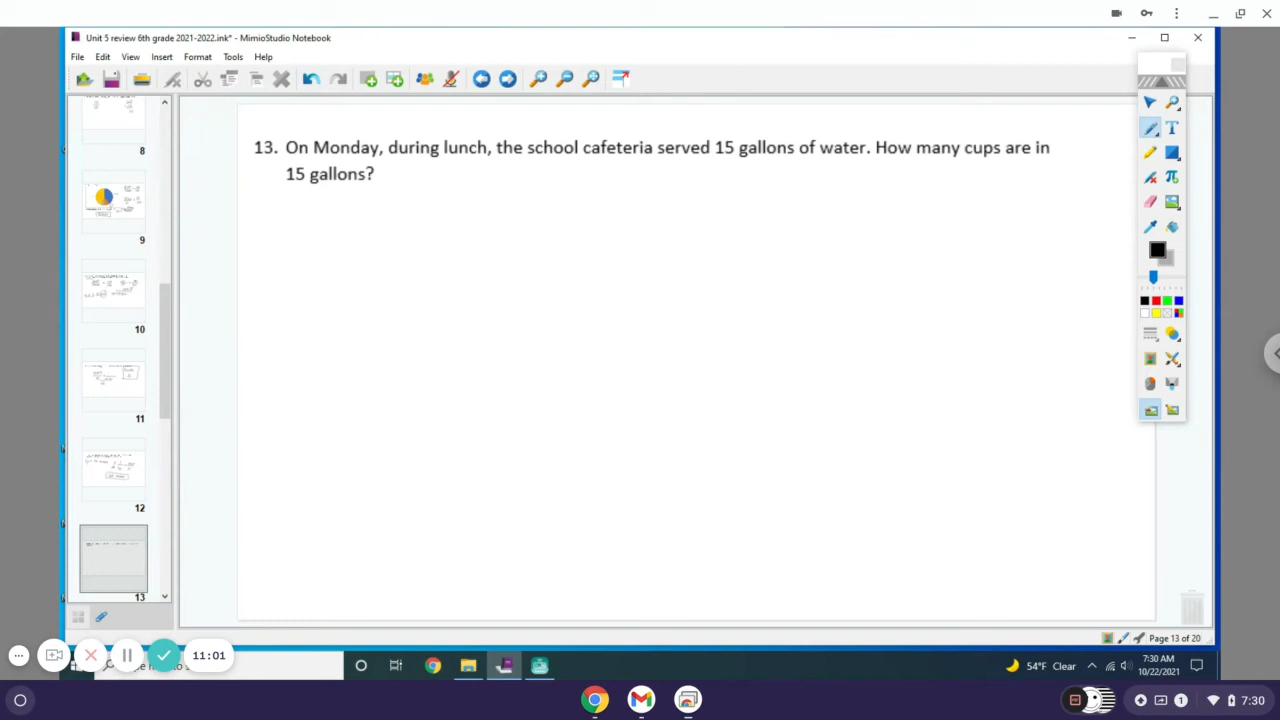 Unit 5 review 6th grade 2021-2022.ink* - MimioStudio Notebook
File Edit View Insert Format Tools Help
13. On Monday, during lunch, the school cafeteria served 15 gallons of water. How many cups are in
15 gallons?
8
9
10
11
12
13
Page 13 of 20
11:01
54°F Clear
7:30 AM
10/22/2021
1
7:30